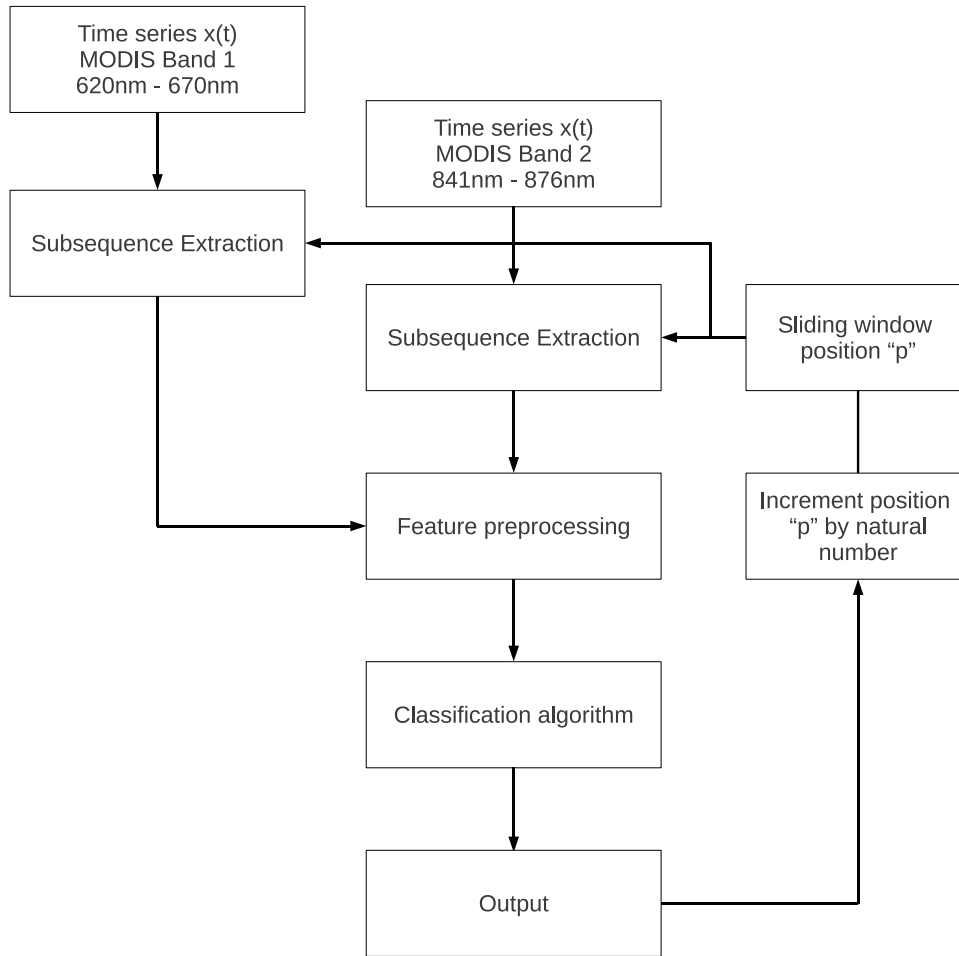 Time series x(t)
MODIS Band 1
620nm - 670nm
Time series x(t)
MODIS Band 2
841nm - 876nm
Subsequence Extraction
Subsequence Extraction
Sliding window
position “p”
Feature preprocessing
Increment position
“p” by natural
number
Classification algorithm
Output